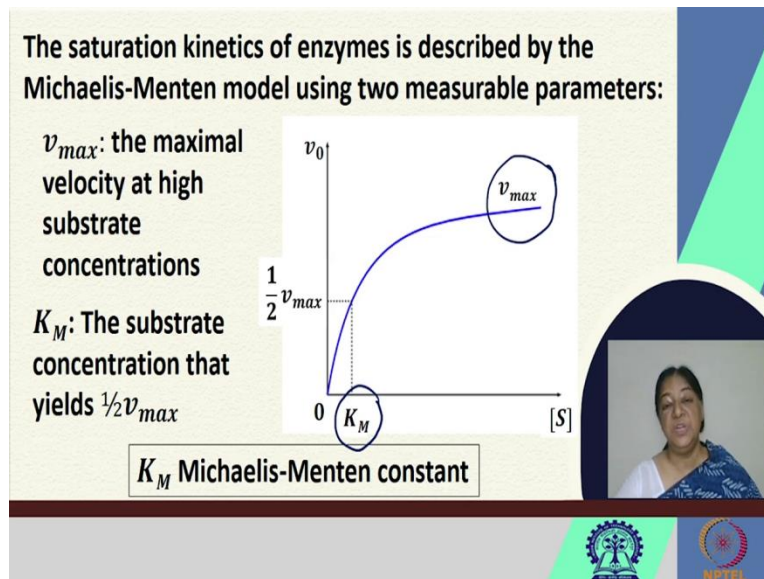 The saturation kinetics of enzymes is described by the
Michaelis-Menten model using two measurable parameters:
v_max: the maximal
velocity at high
substrate
concentrations
K_M: The substrate
concentration that
yields ½v_max
v_0
v_max
1/2 v_max
0
K_M
[S]
K_M Michaelis-Menten constant
NPTEL